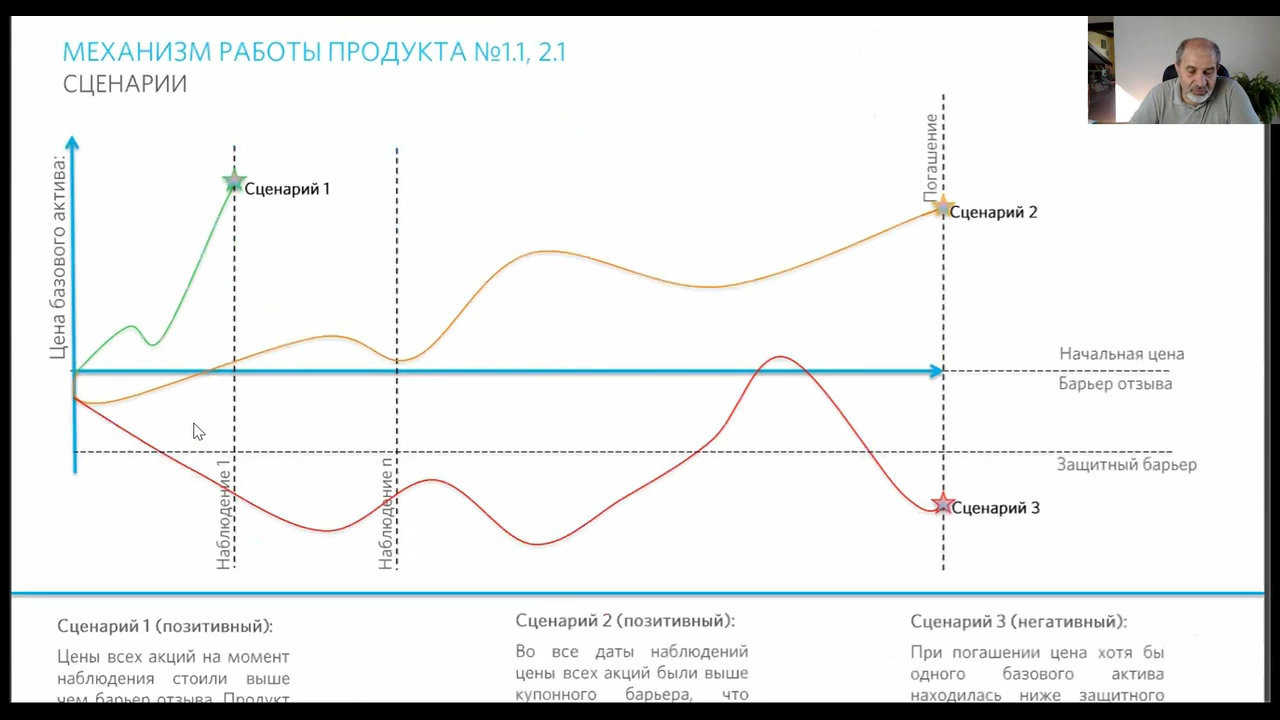 МЕХАНИЗМ РАБОТЫ ПРОДУКТА №1.1, 2.1
СЦЕНАРИИ
Цена базового актива:
Сценарий 1
Погашение
Сценарий 2
Начальная цена
Барьер отзыва
Защитный барьер
Наблюдение 1
Наблюдение n
Сценарий 3
Сценарий 1 (позитивный):
Цены всех акций на момент
наблюдения стоили выше
чем барьер отзыва. Продукт
Сценарий 2 (позитивный):
Во все даты наблюдений
цены всех акций были выше
купонного барьера, что
Сценарий 3 (негативный):
При погашении цена хотя бы
одного базового актива
находилась ниже защитного